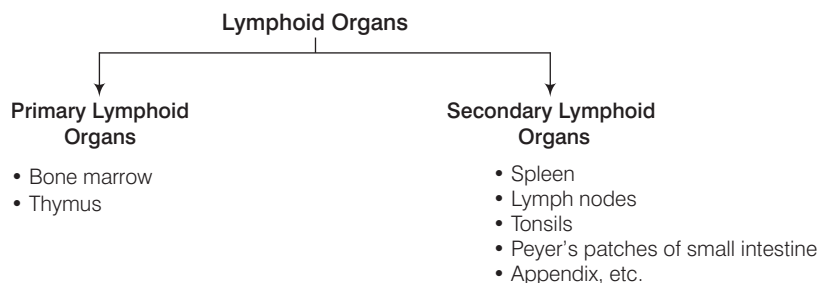 Lymphoid Organs
Primary Lymphoid
Organs
• Bone marrow
• Thymus
Secondary Lymphoid
Organs
• Spleen
• Lymph nodes
• Tonsils
• Peyer's patches of small intestine
• Appendix, etc.